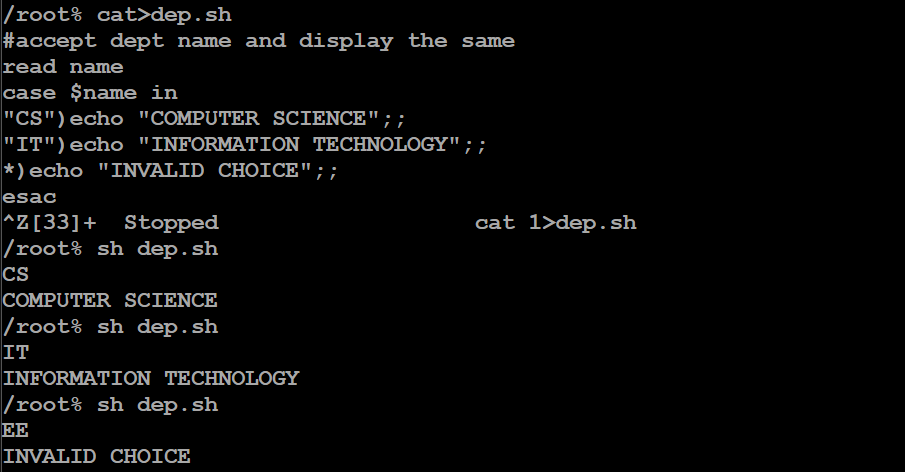 /root% cat>dep.sh
#accept dept name and display the same
read name
case $name in
"CS")echo "COMPUTER SCIENCE";;
"IT")echo "INFORMATION TECHNOLOGY";;
*)echo "INVALID CHOICE";;
esac
^Z[33]+  Stopped                   cat 1>dep.sh
/root% sh dep.sh
CS
COMPUTER SCIENCE
/root% sh dep.sh
IT
INFORMATION TECHNOLOGY
/root% sh dep.sh
EE
INVALID CHOICE